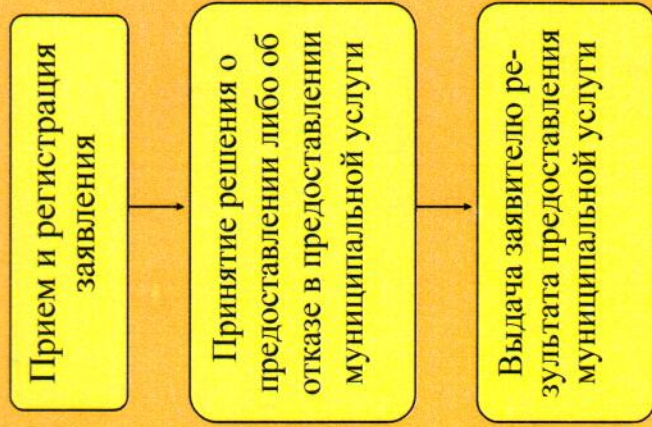 Прием и регистрация
заявления
Принятие решения о
предоставлении либо об
отказе в предоставлении
муниципальной услуги
Выдача заявителю ре-
зультата предоставления
муниципальной услуги